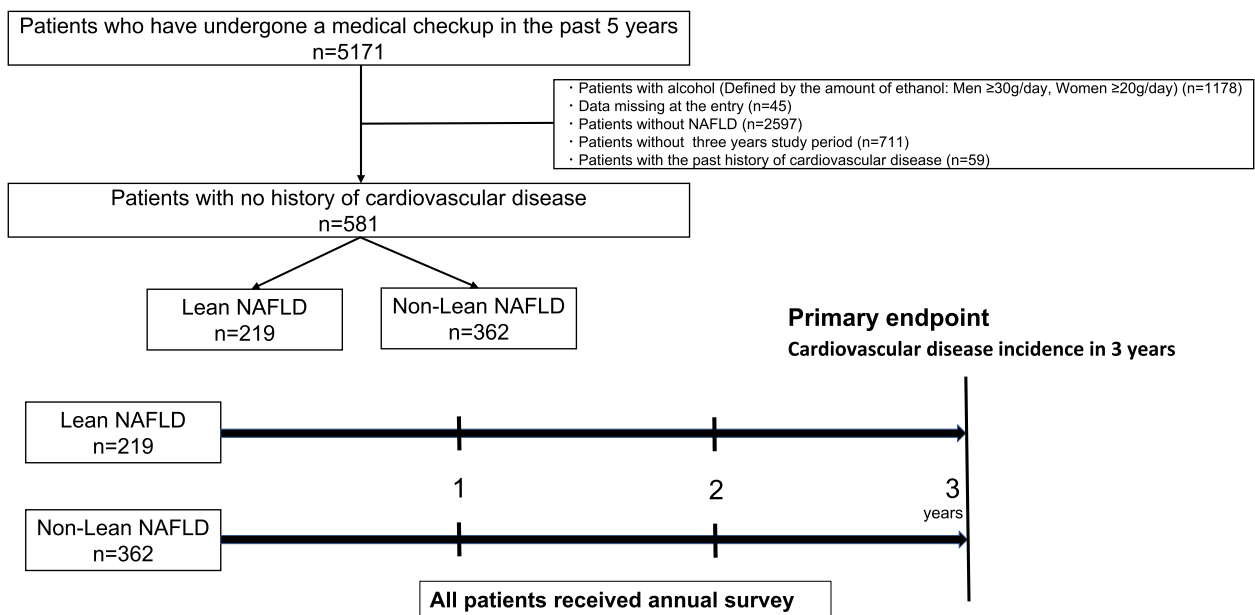 Patients who have undergone a medical checkup in the past 5 years
n=5171
・Patients with alcohol (Defined by the amount of ethanol: Men ≥30g/day, Women ≥20g/day) (n=1178)
・Data missing at the entry (n=45)
・Patients without NAFLD (n=2597)
・Patients without three years study period (n=711)
・Patients with the past history of cardiovascular disease (n=59)
Patients with no history of cardiovascular disease
n=581
Lean NAFLD
n=219
Non-Lean NAFLD
n=362
Primary endpoint
Cardiovascular disease incidence in 3 years
Lean NAFLD
n=219
1
2
3
years
Non-Lean NAFLD
n=362
All patients received annual survey